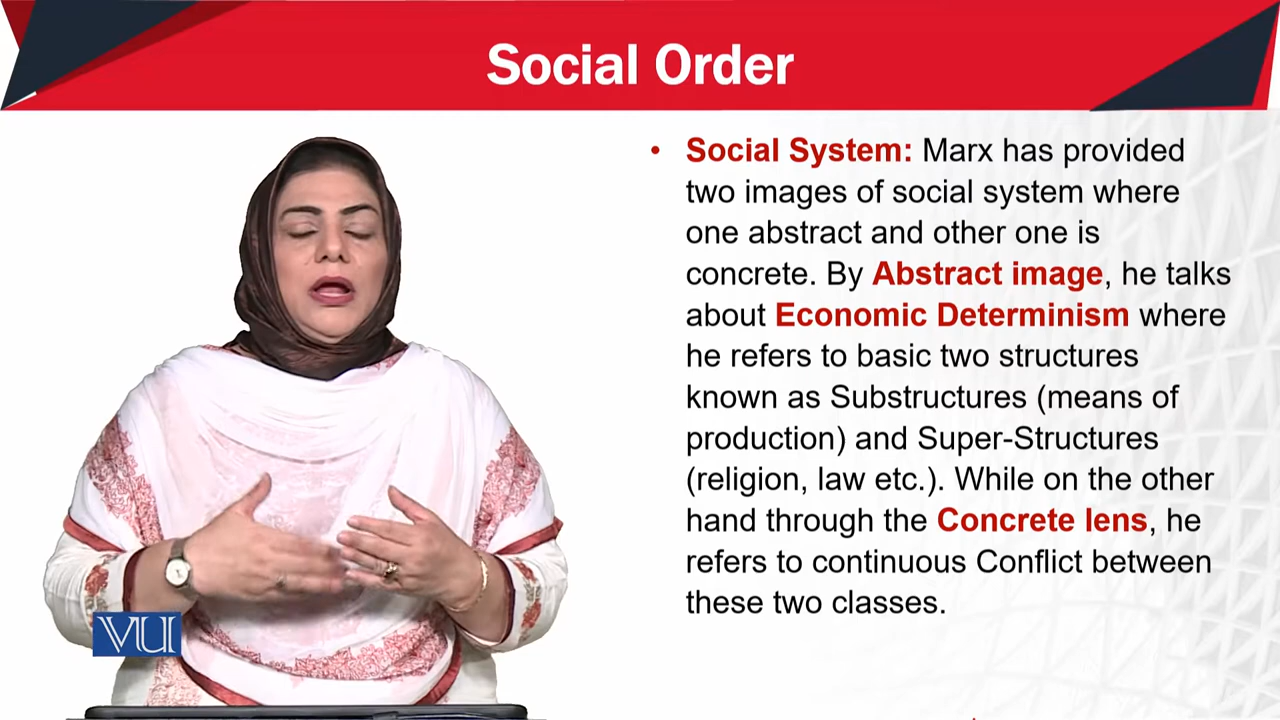 Social Order
• Social System: Marx has provided
two images of social system where
one abstract and other one is
concrete. By Abstract image, he talks
about Economic Determinism where
he refers to basic two structures
known as Substructures (means of
production) and Super-Structures
(religion, law etc.). While on the other
hand through the Concrete lens, he
refers to continuous Conflict between
these two classes.
VU